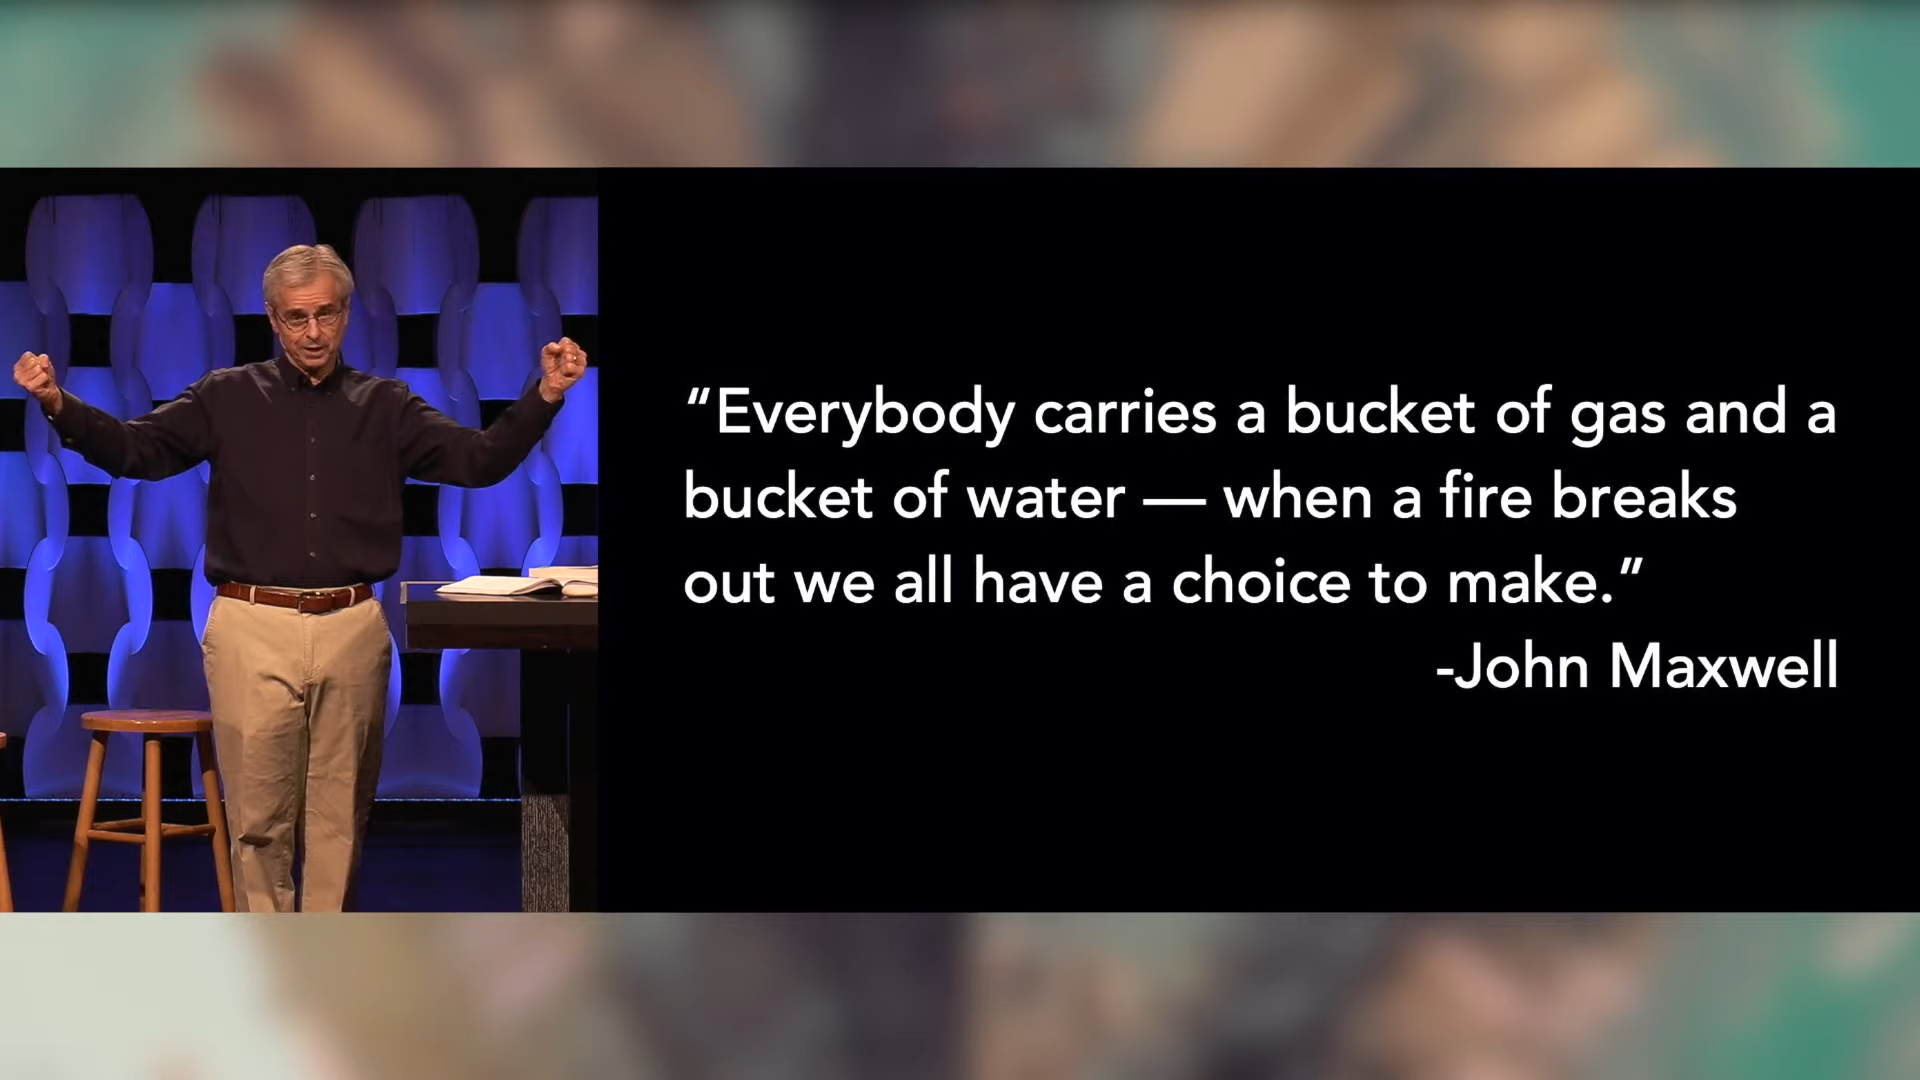 “Everybody carries a bucket of gas and a
bucket of water — when a fire breaks
out we all have a choice to make.”
-John Maxwell